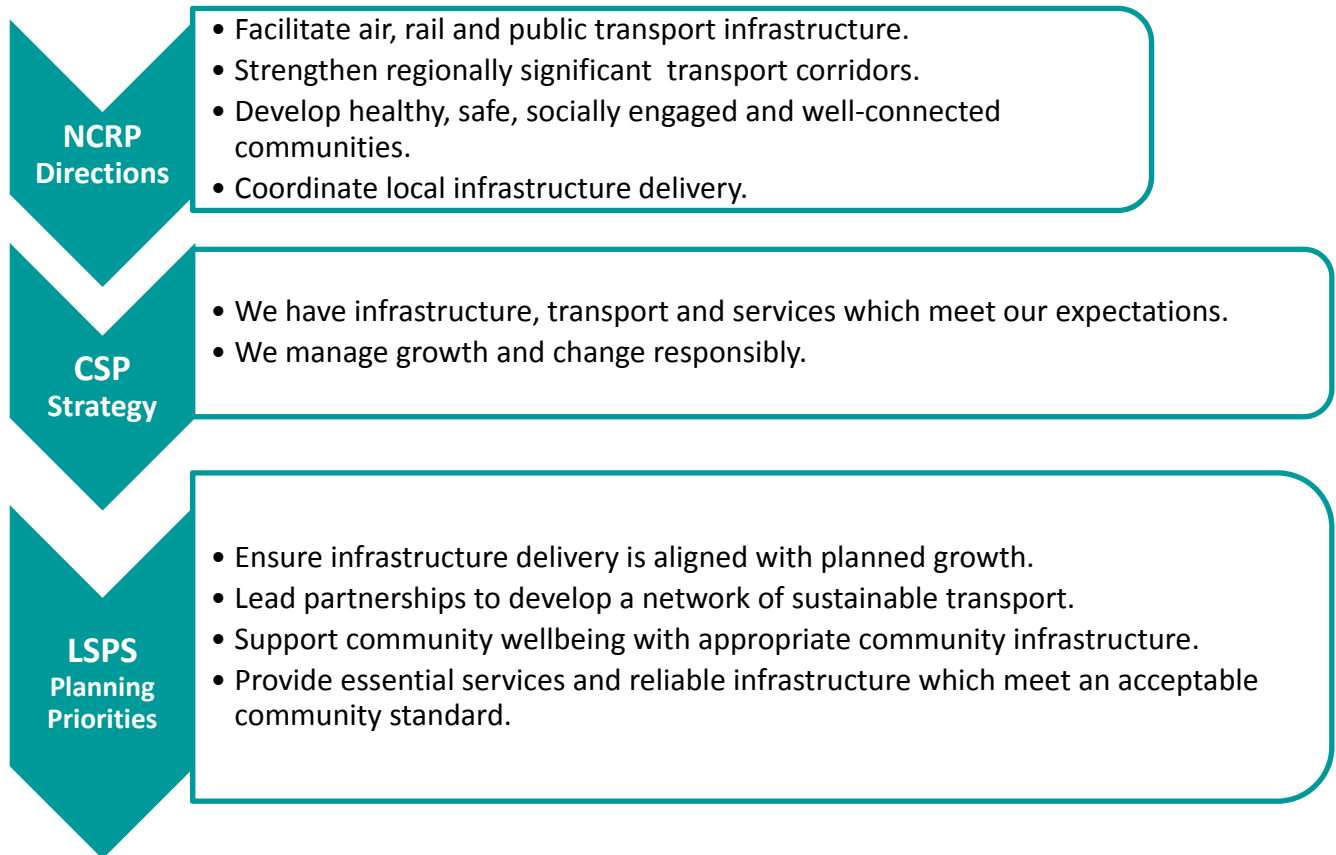 NCRP
Directions
• Facilitate air, rail and public transport infrastructure.
• Strengthen regionally significant  transport corridors.
• Develop healthy, safe, socially engaged and well-connected
communities.
• Coordinate local infrastructure delivery.
CSP
Strategy
• We have infrastructure, transport and services which meet our expectations.
• We manage growth and change responsibly.
LSPS
Planning
Priorities
• Ensure infrastructure delivery is aligned with planned growth.
• Lead partnerships to develop a network of sustainable transport.
• Support community wellbeing with appropriate community infrastructure.
• Provide essential services and reliable infrastructure which meet an acceptable
community standard.